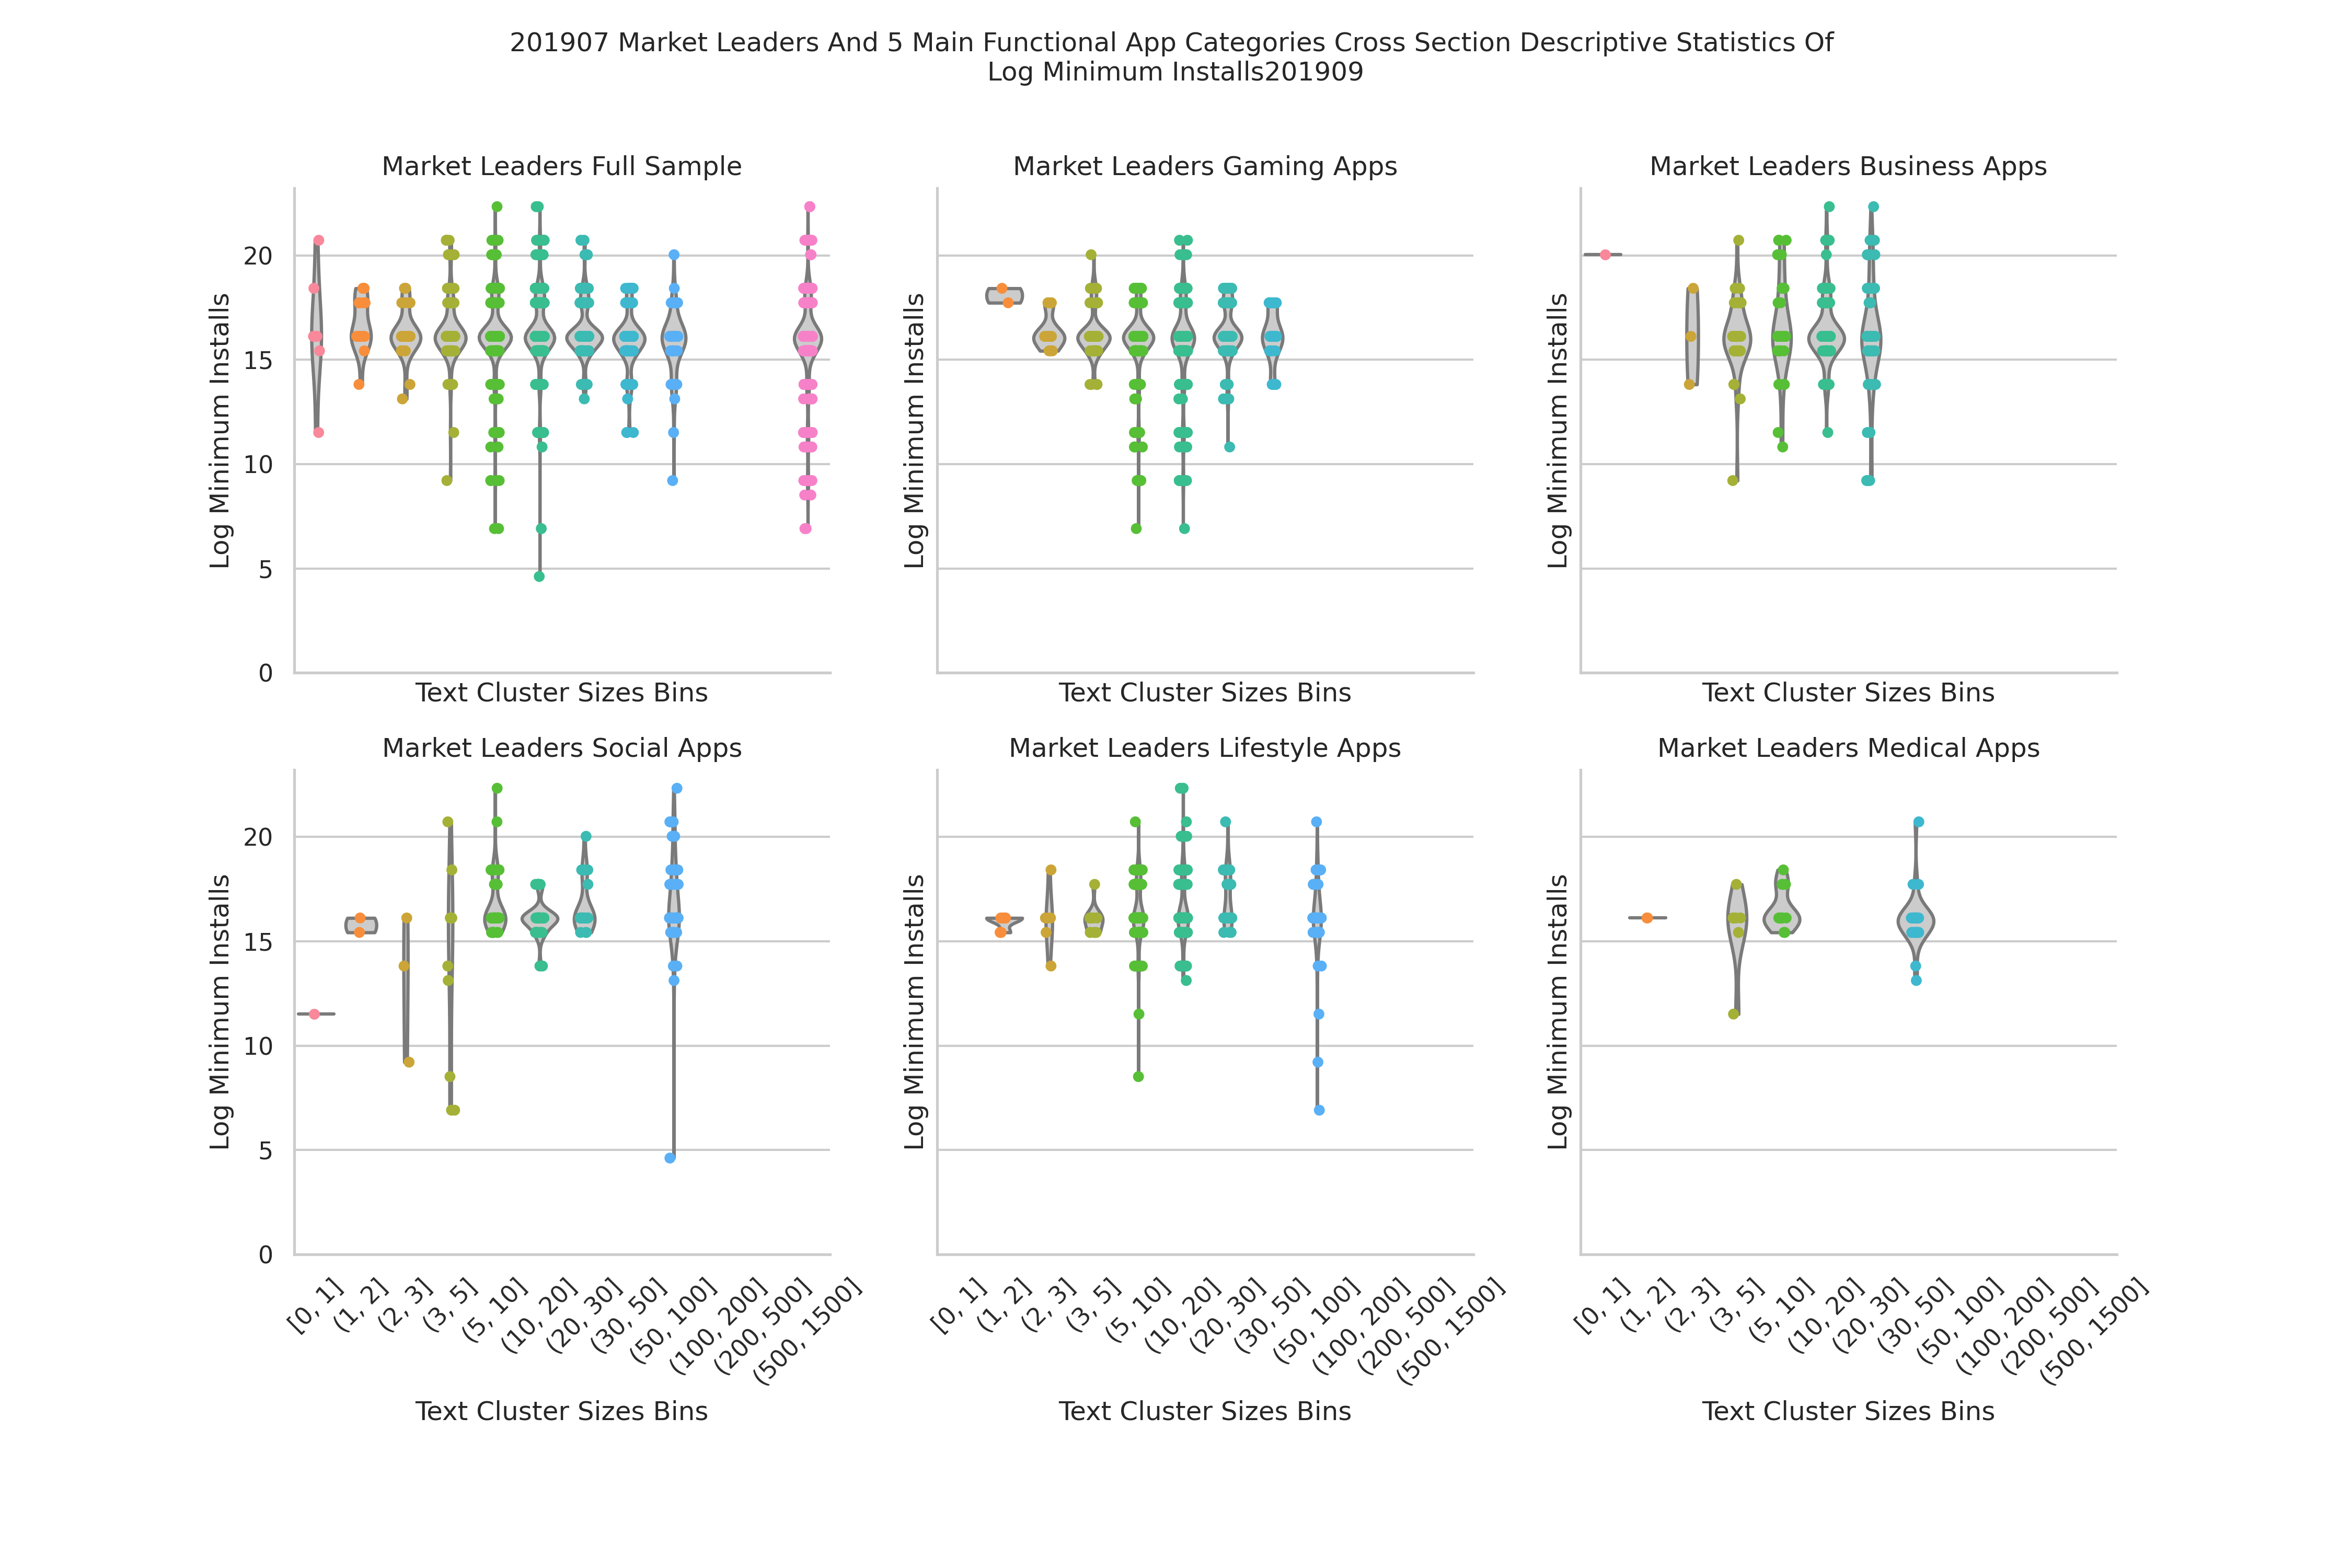 201907 Market Leaders And 5 Main Functional App Categories Cross Section Descriptive Statistics Of
Log Minimum Installs201909
Market Leaders Full Sample
Market Leaders Gaming Apps
Market Leaders Business Apps
Log Minimum Installs
20
15
10
5
0
Log Minimum Installs
Log Minimum Installs
Text Cluster Sizes Bins
Text Cluster Sizes Bins
Text Cluster Sizes Bins
Market Leaders Social Apps
Market Leaders Lifestyle Apps
Market Leaders Medical Apps
Log Minimum Installs
20
15
10
5
0
Log Minimum Installs
Log Minimum Installs
[0, 1]
(1, 2]
(2, 3]
(3, 5]
(5, 10]
(10, 20]
(20, 30]
(30, 50]
(50, 100]
(100, 200]
(200, 500]
(500, 1500]
[0, 1]
(1, 2]
(2, 3]
(3, 5]
(5, 10]
(10, 20]
(20, 30]
(30, 50]
(50, 100]
(100, 200]
(200, 500]
(500, 1500]
[0, 1]
(1, 2]
(2, 3]
(3, 5]
(5, 10]
(10, 20]
(20, 30]
(30, 50]
(50, 100]
(100, 200]
(200, 500]
(500, 1500]
Text Cluster Sizes Bins
Text Cluster Sizes Bins
Text Cluster Sizes Bins